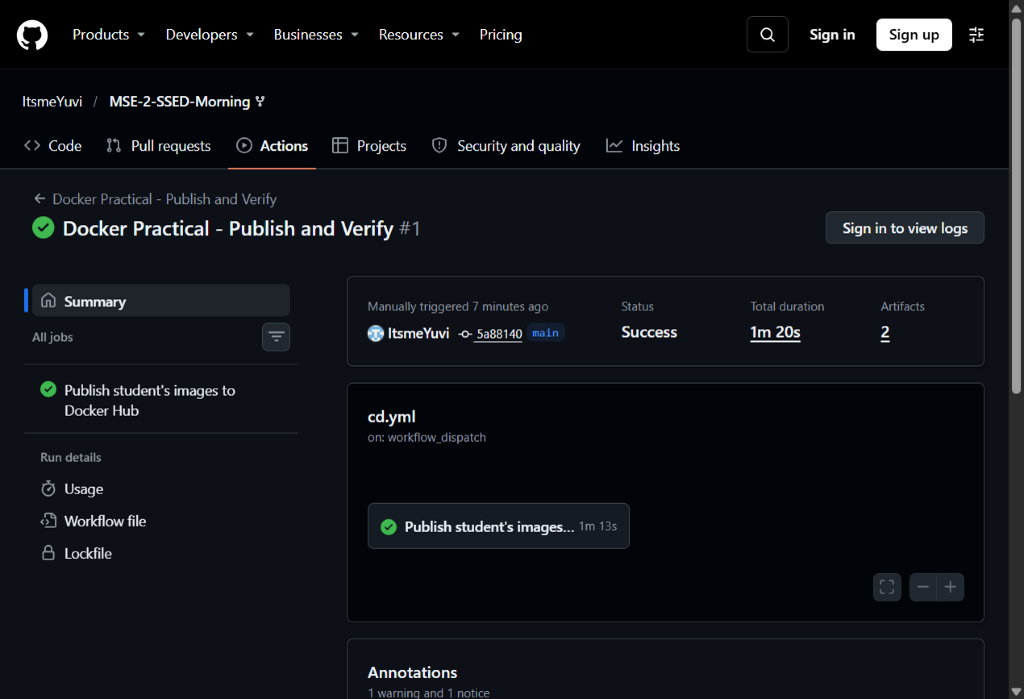 Products Developers Businesses Resources Pricing Sign in Sign up
ItsmeYuvi / MSE-2-SSED-Morning
Code Pull requests Actions Projects Security and quality Insights
← Docker Practical - Publish and Verify
Docker Practical - Publish and Verify #1
Sign in to view logs
Summary
All jobs
Publish student's images to
Docker Hub
Run details
Usage
Workflow file
Lockfile
Manually triggered 7 minutes ago Status Total duration Artifacts
ItsmeYuvi 5a88140 main Success 1m 20s 2
cd.yml
on: workflow_dispatch
Publish student's images... 1m 13s
Annotations
1 warning and 1 notice